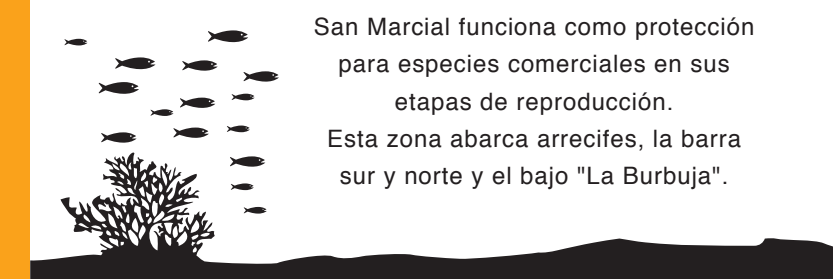 San Marcial funciona como protección
para especies comerciales en sus
etapas de reproducción.
Esta zona abarca arrecifes, la barra
sur y norte y el bajo "La Burbuja".